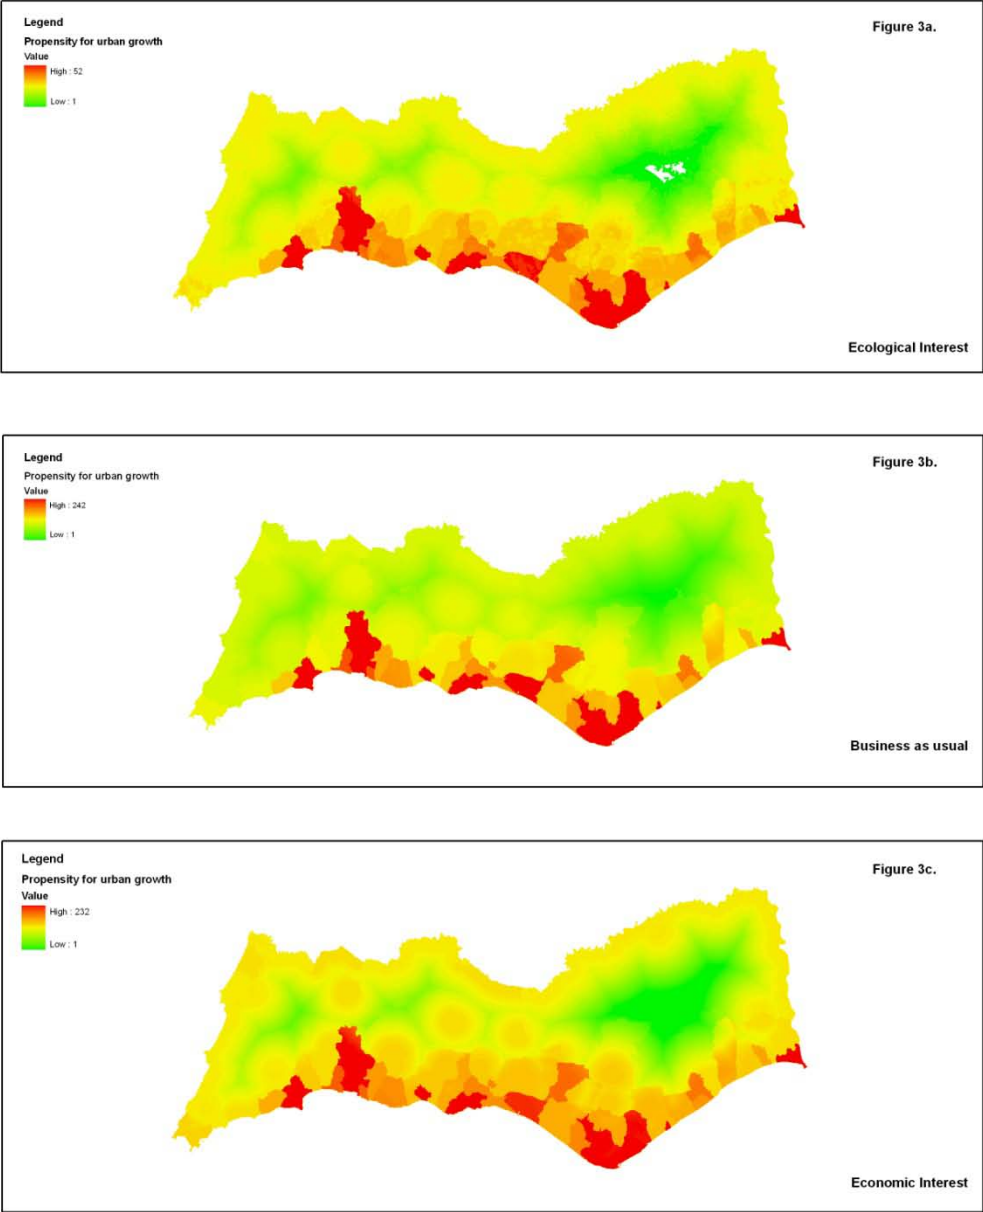 Legend
Figure 3a.
Propensity for urban growth
Value
High : 52
Low : 1
Ecological Interest
Legend
Figure 3b.
Propensity for urban growth
Value
High : 242
Low : 1
Business as usual
Legend
Figure 3c.
Propensity for urban growth
Value
High : 232
Low : 1
Economic Interest